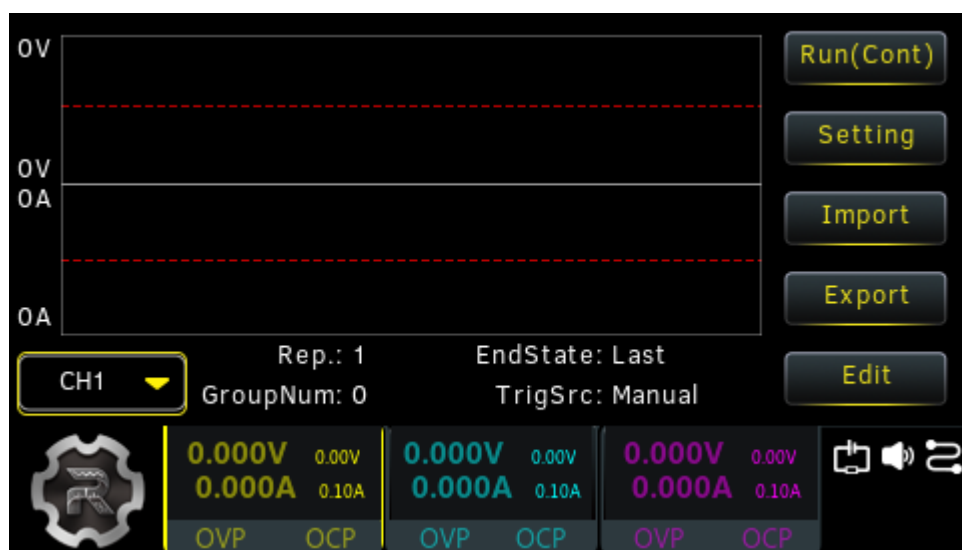 0V
Run(Cont)
Setting
0V
0A
Import
Export
0A
Rep.: 1 EndState: Last
CH1 GroupNum: 0 TrigSrc: Manual
Edit
0.000V 0.00V 0.000V 0.00V 0.000V 0.00V
0.000A 0.10A 0.000A 0.10A 0.000A 0.10A
R
OVP OCP OVP OCP OVP OCP